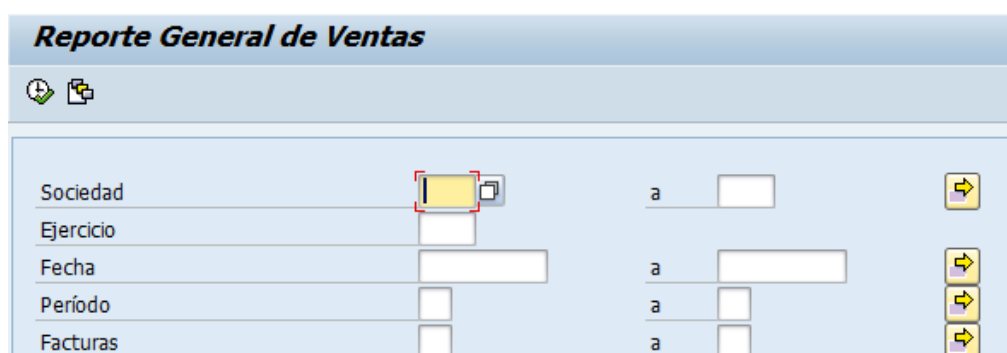 Reporte General de Ventas
Sociedad a
Ejercicio
Fecha a
Período a
Facturas a